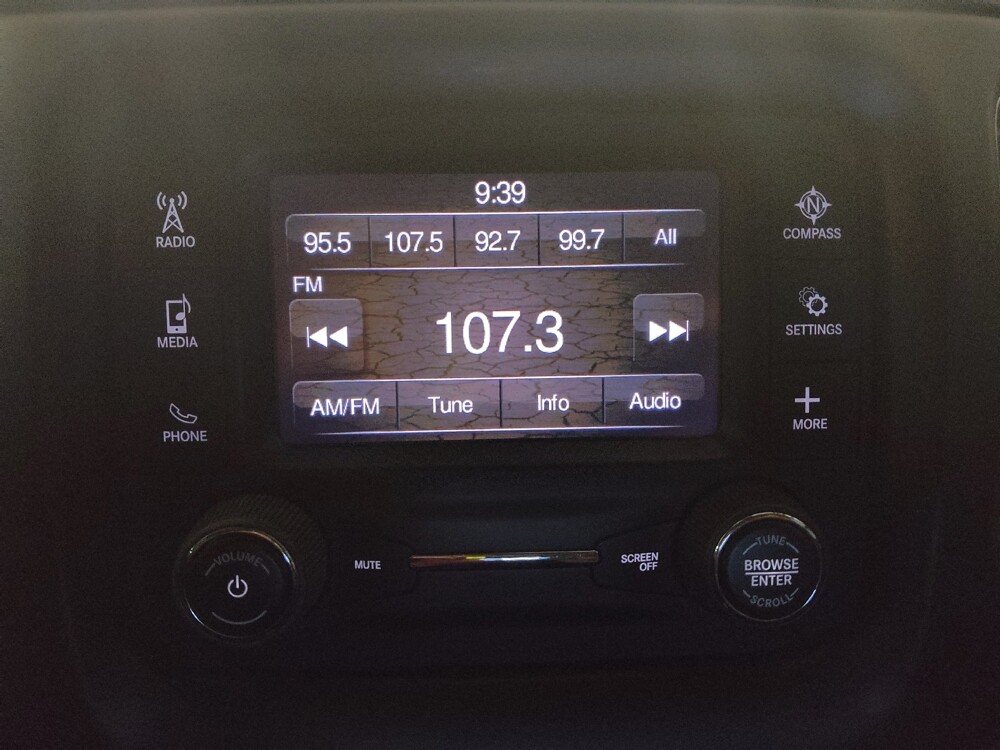 9:39
95.5 107.5 92.7 99.7 All
FM
107.3
AM/FM Tune Info Audio
RADIO
MEDIA
PHONE
N
COMPASS
SETTINGS
MORE
VOLUME
MUTE
SCREEN
OFF
TUNE
BROWSE
ENTER
SCROLL